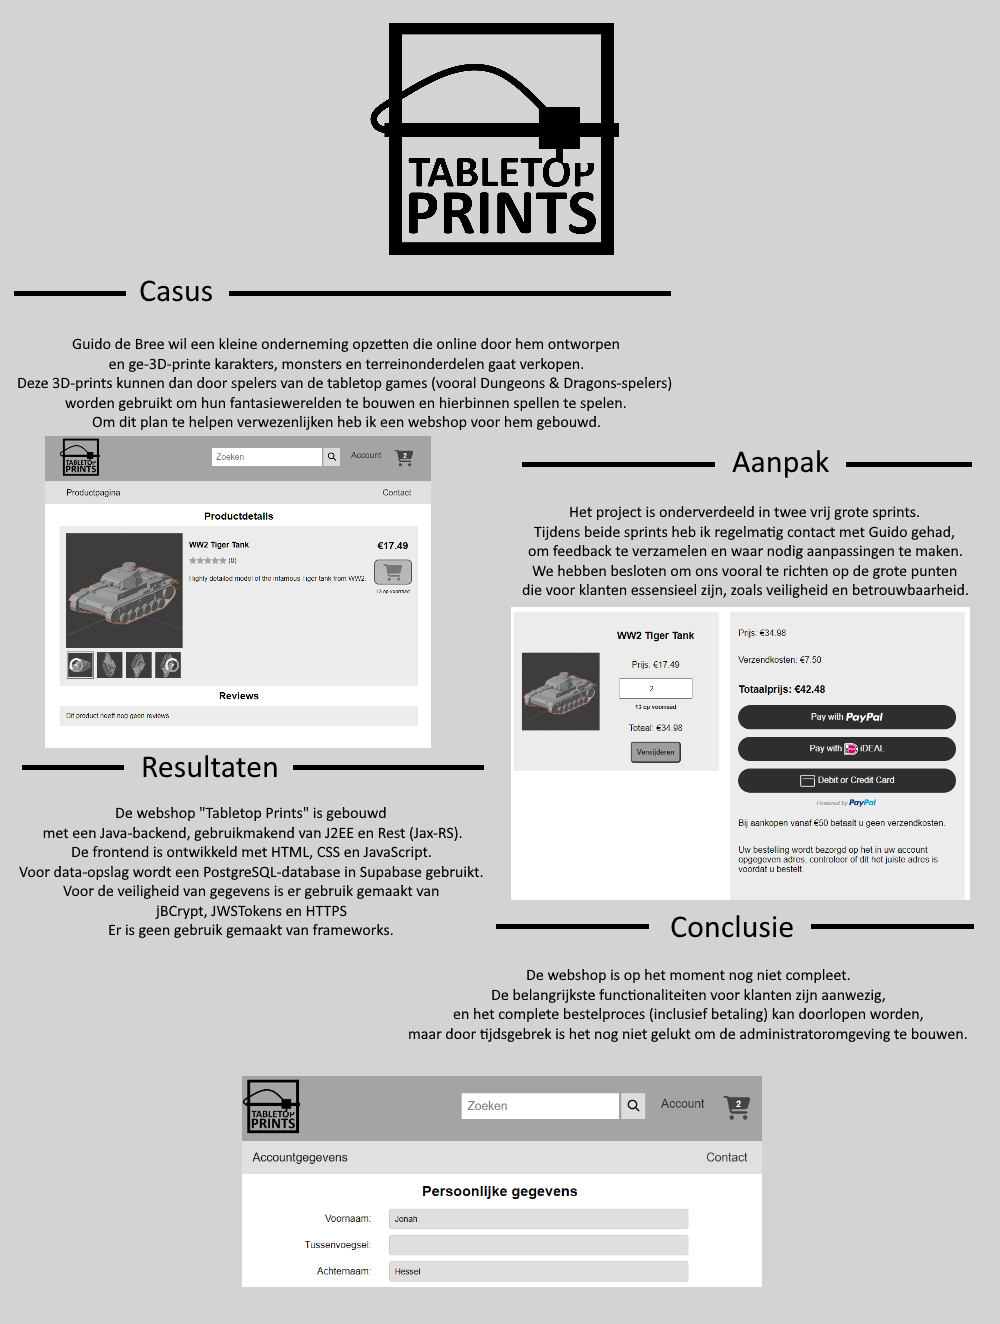 TABLETOP
PRINTS
Casus
Guido de Bree wil een kleine onderneming opzetten die online door hem ontworpen
en ge-3D-printe karakters, monsters en terreinonderdelen gaat verkopen.
Deze 3D-prints kunnen dan door spelers van de tabletop games (vooral Dungeons & Dragons-spelers)
worden gebruikt om hun fantasiewerelden te bouwen en hierbinnen spellen te spelen.
Om dit plan te helpen verwezenlijken heb ik een webshop voor hem gebouwd.
TABLETOP
PRINTS
Zoeken
Account
2
Productpagina
Contact
Productdetails
WW2 Tiger Tank
€17.49
(0)
Highly detailed model of the infamous Tiger tank from WW2.
13 op voorraad
Reviews
Dit product heeft nog geen reviews
Aanpak
Het project is onderverdeeld in twee vrij grote sprints.
Tijdens beide sprints heb ik regelmatig contact met Guido gehad,
om feedback te verzamelen en waar nodig aanpassingen te maken.
We hebben besloten om ons vooral te richten op de grote punten
die voor klanten essensieel zijn, zoals veiligheid en betrouwbaarheid.
WW2 Tiger Tank
Prijs: €17.49
2
13 op voorraad
Totaal: €34.98
Verwijderen
Prijs: €34.98
Verzendkosten: €7.50
Totaalprijs: €42.48
Pay with PayPal
Pay with iDEAL
Debit or Credit Card
Powered by PayPal
Bij aankopen vanaf €50 betaalt u geen verzendkosten.
Uw bestelling wordt bezorgd op het in uw account
opgegeven adres, controleer of dit het juiste adres is
voordat u bestelt.
Resultaten
De webshop "Tabletop Prints" is gebouwd
met een Java-backend, gebruikmakend van J2EE en Rest (Jax-RS).
De frontend is ontwikkeld met HTML, CSS en JavaScript.
Voor data-opslag wordt een PostgreSQL-database in Supabase gebruikt.
Voor de veiligheid van gegevens is er gebruik gemaakt van
jBCrypt, JWSTokens en HTTPS
Er is geen gebruik gemaakt van frameworks.
Conclusie
De webshop is op het moment nog niet compleet.
De belangrijkste functionaliteiten voor klanten zijn aanwezig,
en het complete bestelproces (inclusief betaling) kan doorlopen worden,
maar door tijdsgebrek is het nog niet gelukt om de administratoromgeving te bouwen.
TABLETOP
PRINTS
Zoeken
Account
2
Accountgegevens
Contact
Persoonlijke gegevens
Voornaam:
Jonah
Tussenvoegsel:
Achternaam:
Hessel